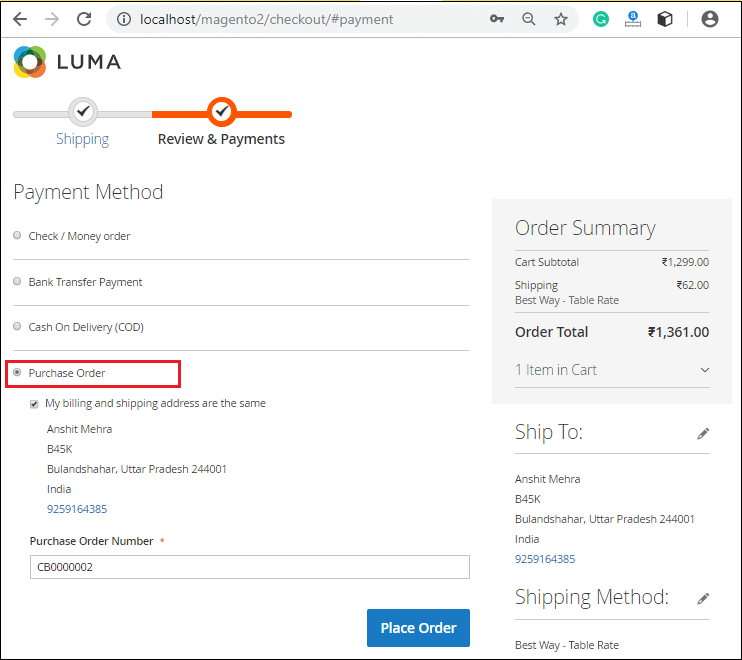 localhost/magento2/checkout/#payment
LUMA
Shipping
Review & Payments
Payment Method
Check / Money order
Bank Transfer Payment
Cash On Delivery (COD)
Purchase Order
My billing and shipping address are the same
Anshit Mehra
B45K
Bulandshahar, Uttar Pradesh 244001
India
9259164385
Purchase Order Number *
CB0000002
Place Order
Order Summary
Cart Subtotal ₹1,299.00
Shipping ₹62.00
Best Way - Table Rate
Order Total ₹1,361.00
1 Item in Cart
Ship To:
Anshit Mehra
B45K
Bulandshahar, Uttar Pradesh 244001
India
9259164385
Shipping Method:
Best Way - Table Rate